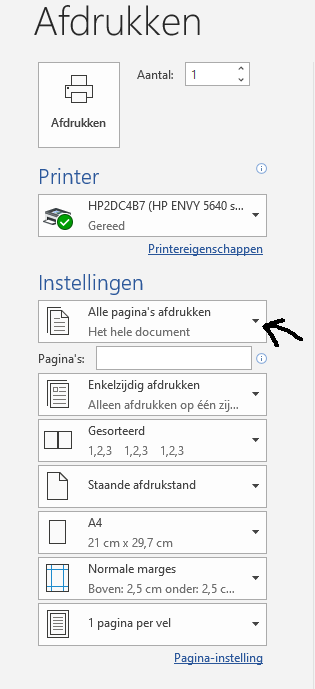 Afdrukken
Aantal: 1
Afdrukken
Printer
HP2DC4B7 (HP ENVY 5640 s...
Gereed
Printereigenschappen
Instellingen
Alle pagina's afdrukken
Het hele document
Pagina's:
Enkelzijdig afdrukken
Alleen afdrukken op één zij...
Gesorteerd
1,2,3 1,2,3 1,2,3
Staande afdrukstand
A4
21 cm x 29,7 cm
Normale marges
Boven: 2,5 cm onder: 2,5 c...
1 pagina per vel
Pagina-instelling